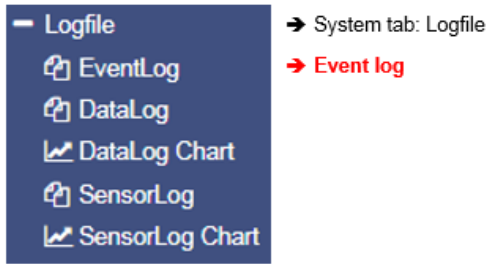 Logfile → System tab: Logfile
EventLog → Event log
DataLog
DataLog Chart
SensorLog
SensorLog Chart